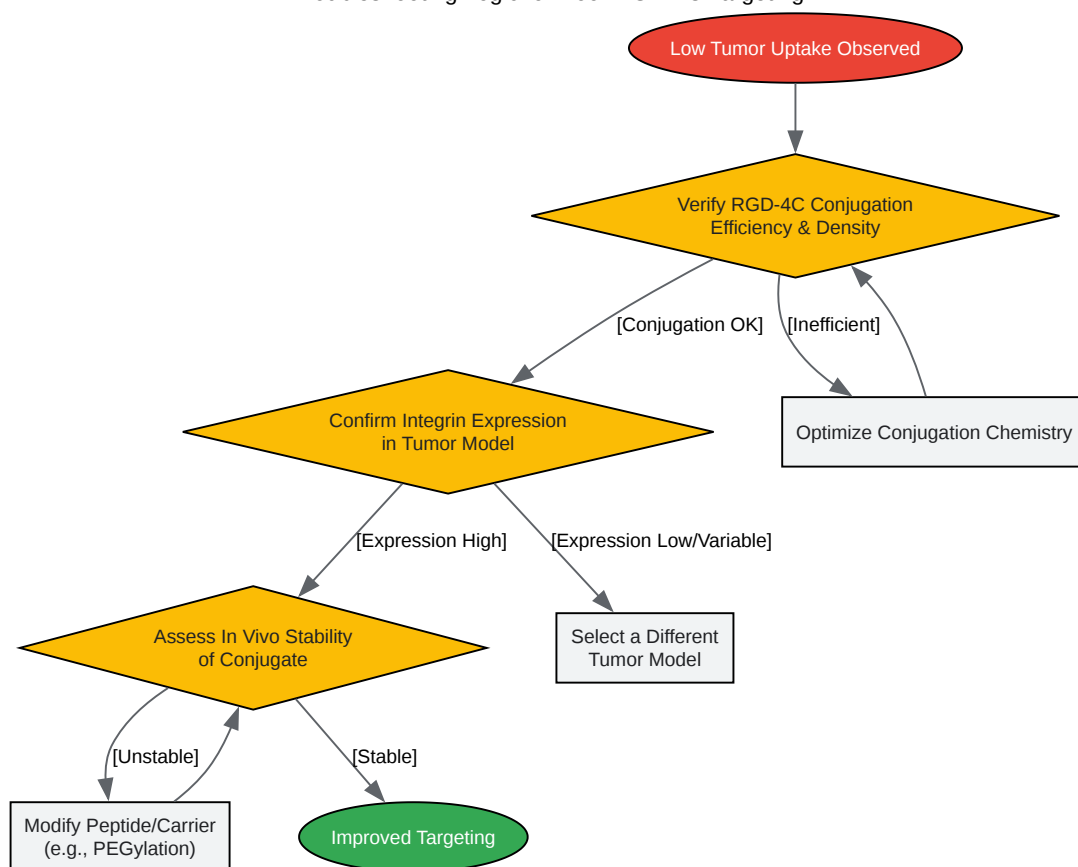 Low Tumor Uptake Observed
Verify RGD-4C Conjugation
Efficiency & Density
[Conjugation OK]
[Inefficient]
Confirm Integrin Expression
in Tumor Model
Optimize Conjugation Chemistry
[Expression High]
[Expression Low/Variable]
Assess In Vivo Stability
of Conjugate
Select a Different
Tumor Model
[Unstable]
[Stable]
Modify Peptide/Carrier
(e.g., PEGylation)
Improved Targeting